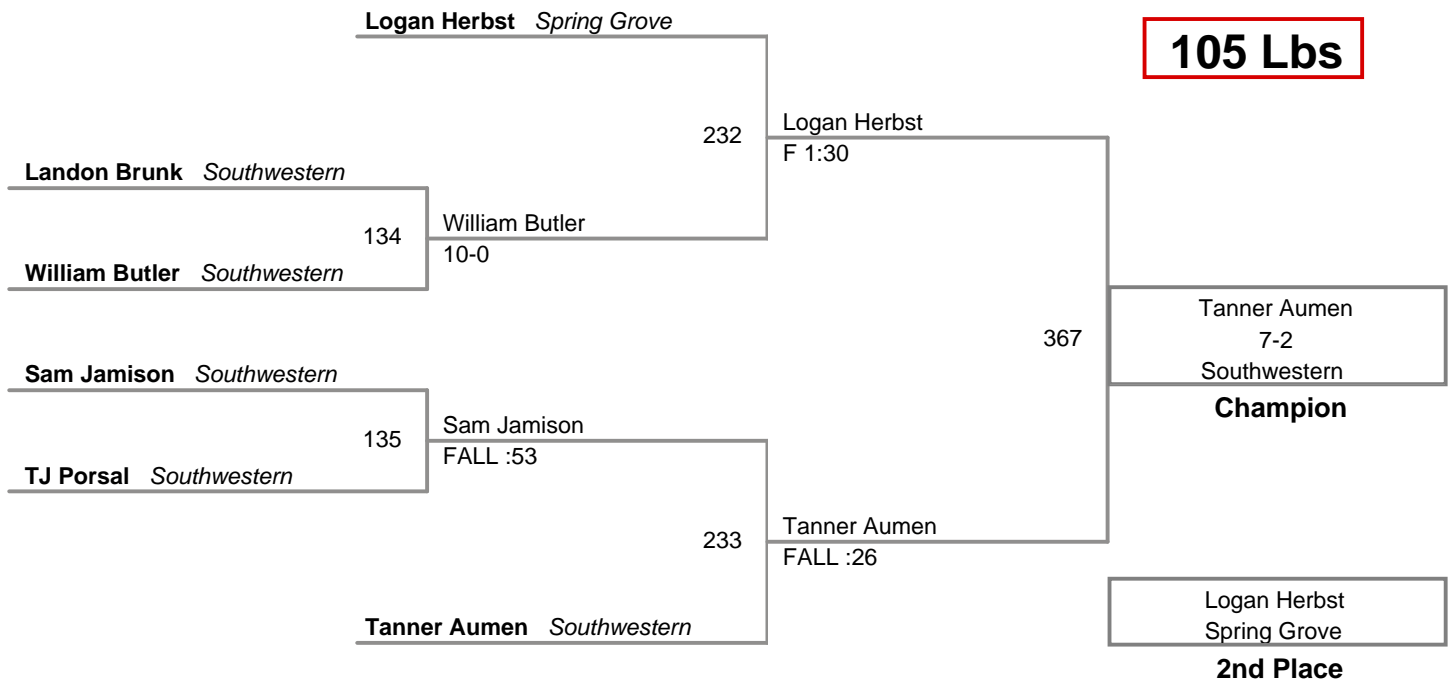 Logan Herbst Spring Grove
105 Lbs
232
Logan Herbst
F 1:30
Landon Brunk Southwestern
134
William Butler
10-0
William Butler Southwestern
367
Tanner Aumen
7-2
Southwestern
Champion
Sam Jamison Southwestern
135
Sam Jamison
FALL :53
TJ Porsal Southwestern
233
Tanner Aumen
FALL :26
Tanner Aumen Southwestern
Logan Herbst
Spring Grove
2nd Place